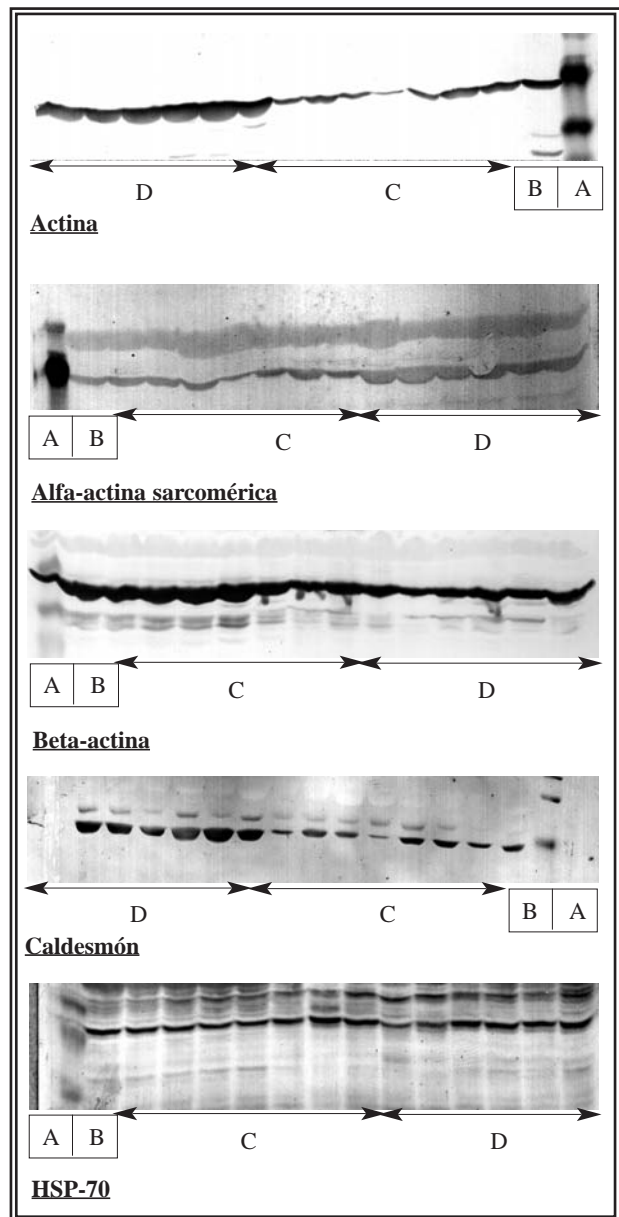 D C B A
Actina
A B C D
Alfa-actina sarcomérica
A B C D
Beta-actina
D C B A
Caldesmón
A B C D
HSP-70